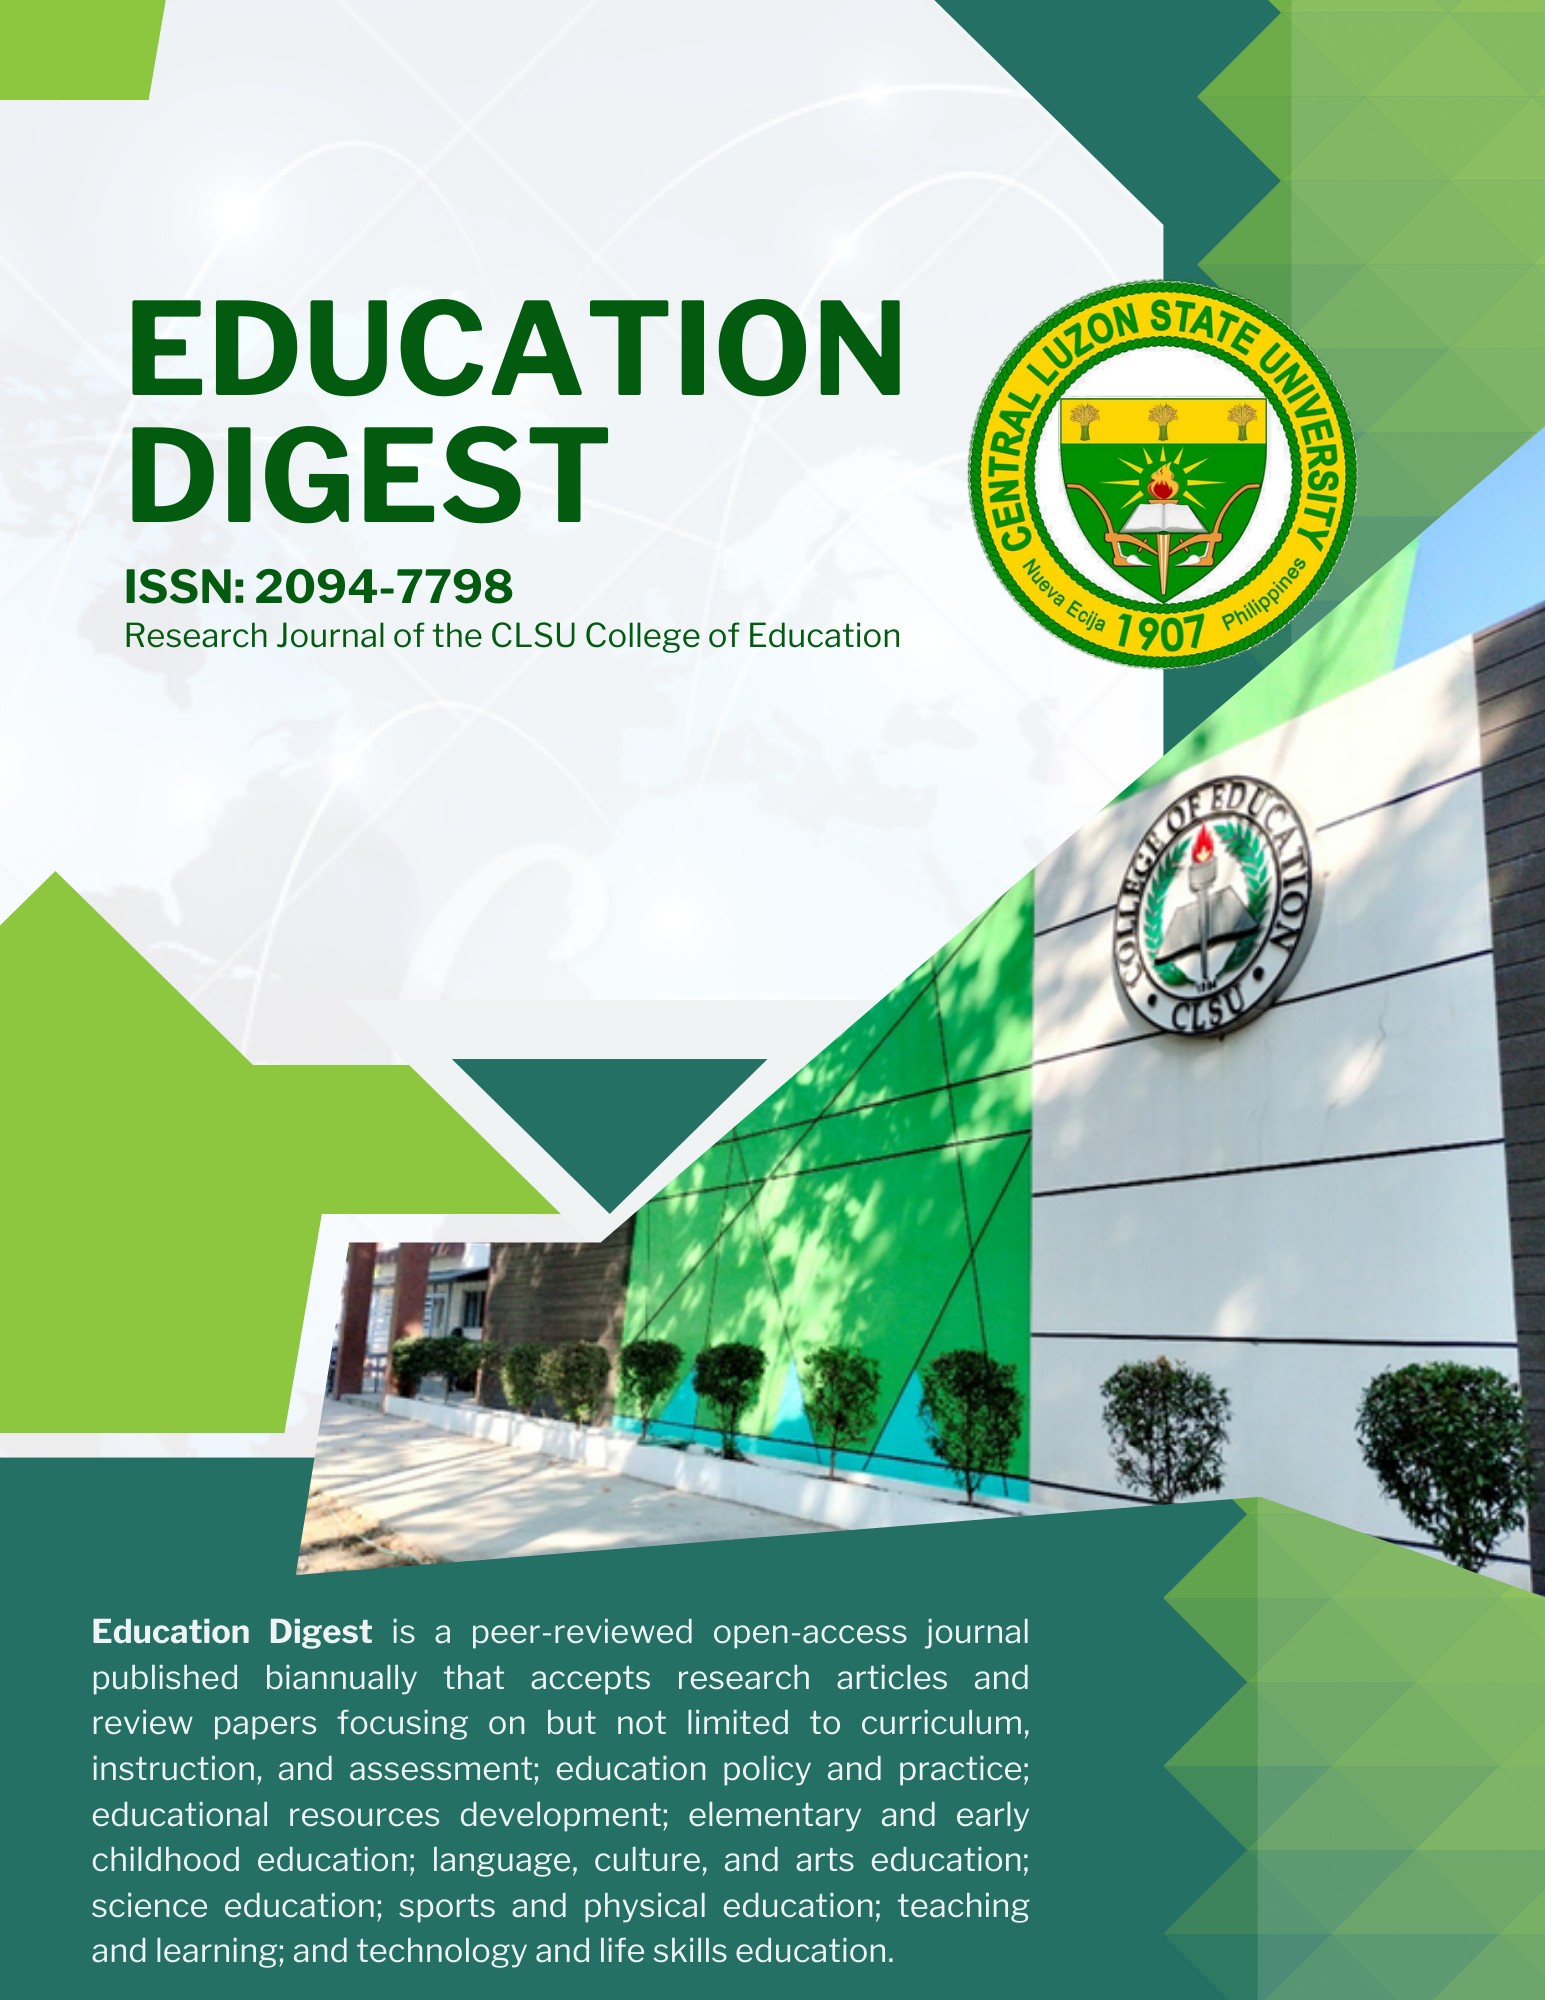 EDUCATION
DIGEST
ISSN: 2094-7798
Research Journal of the CLSU College of Education
CENTRAL LUZON STATE UNIVERSITY
Nueva Ecija 1907 Philippines
COLLEGE OF EDUCATION
CLSU
Education Digest is a peer-reviewed open-access journal
published biannually that accepts research articles and
review papers focusing on but not limited to curriculum,
instruction, and assessment; education policy and practice;
educational resources development; elementary and early
childhood education; language, culture, and arts education;
science education; sports and physical education; teaching
and learning; and technology and life skills education.